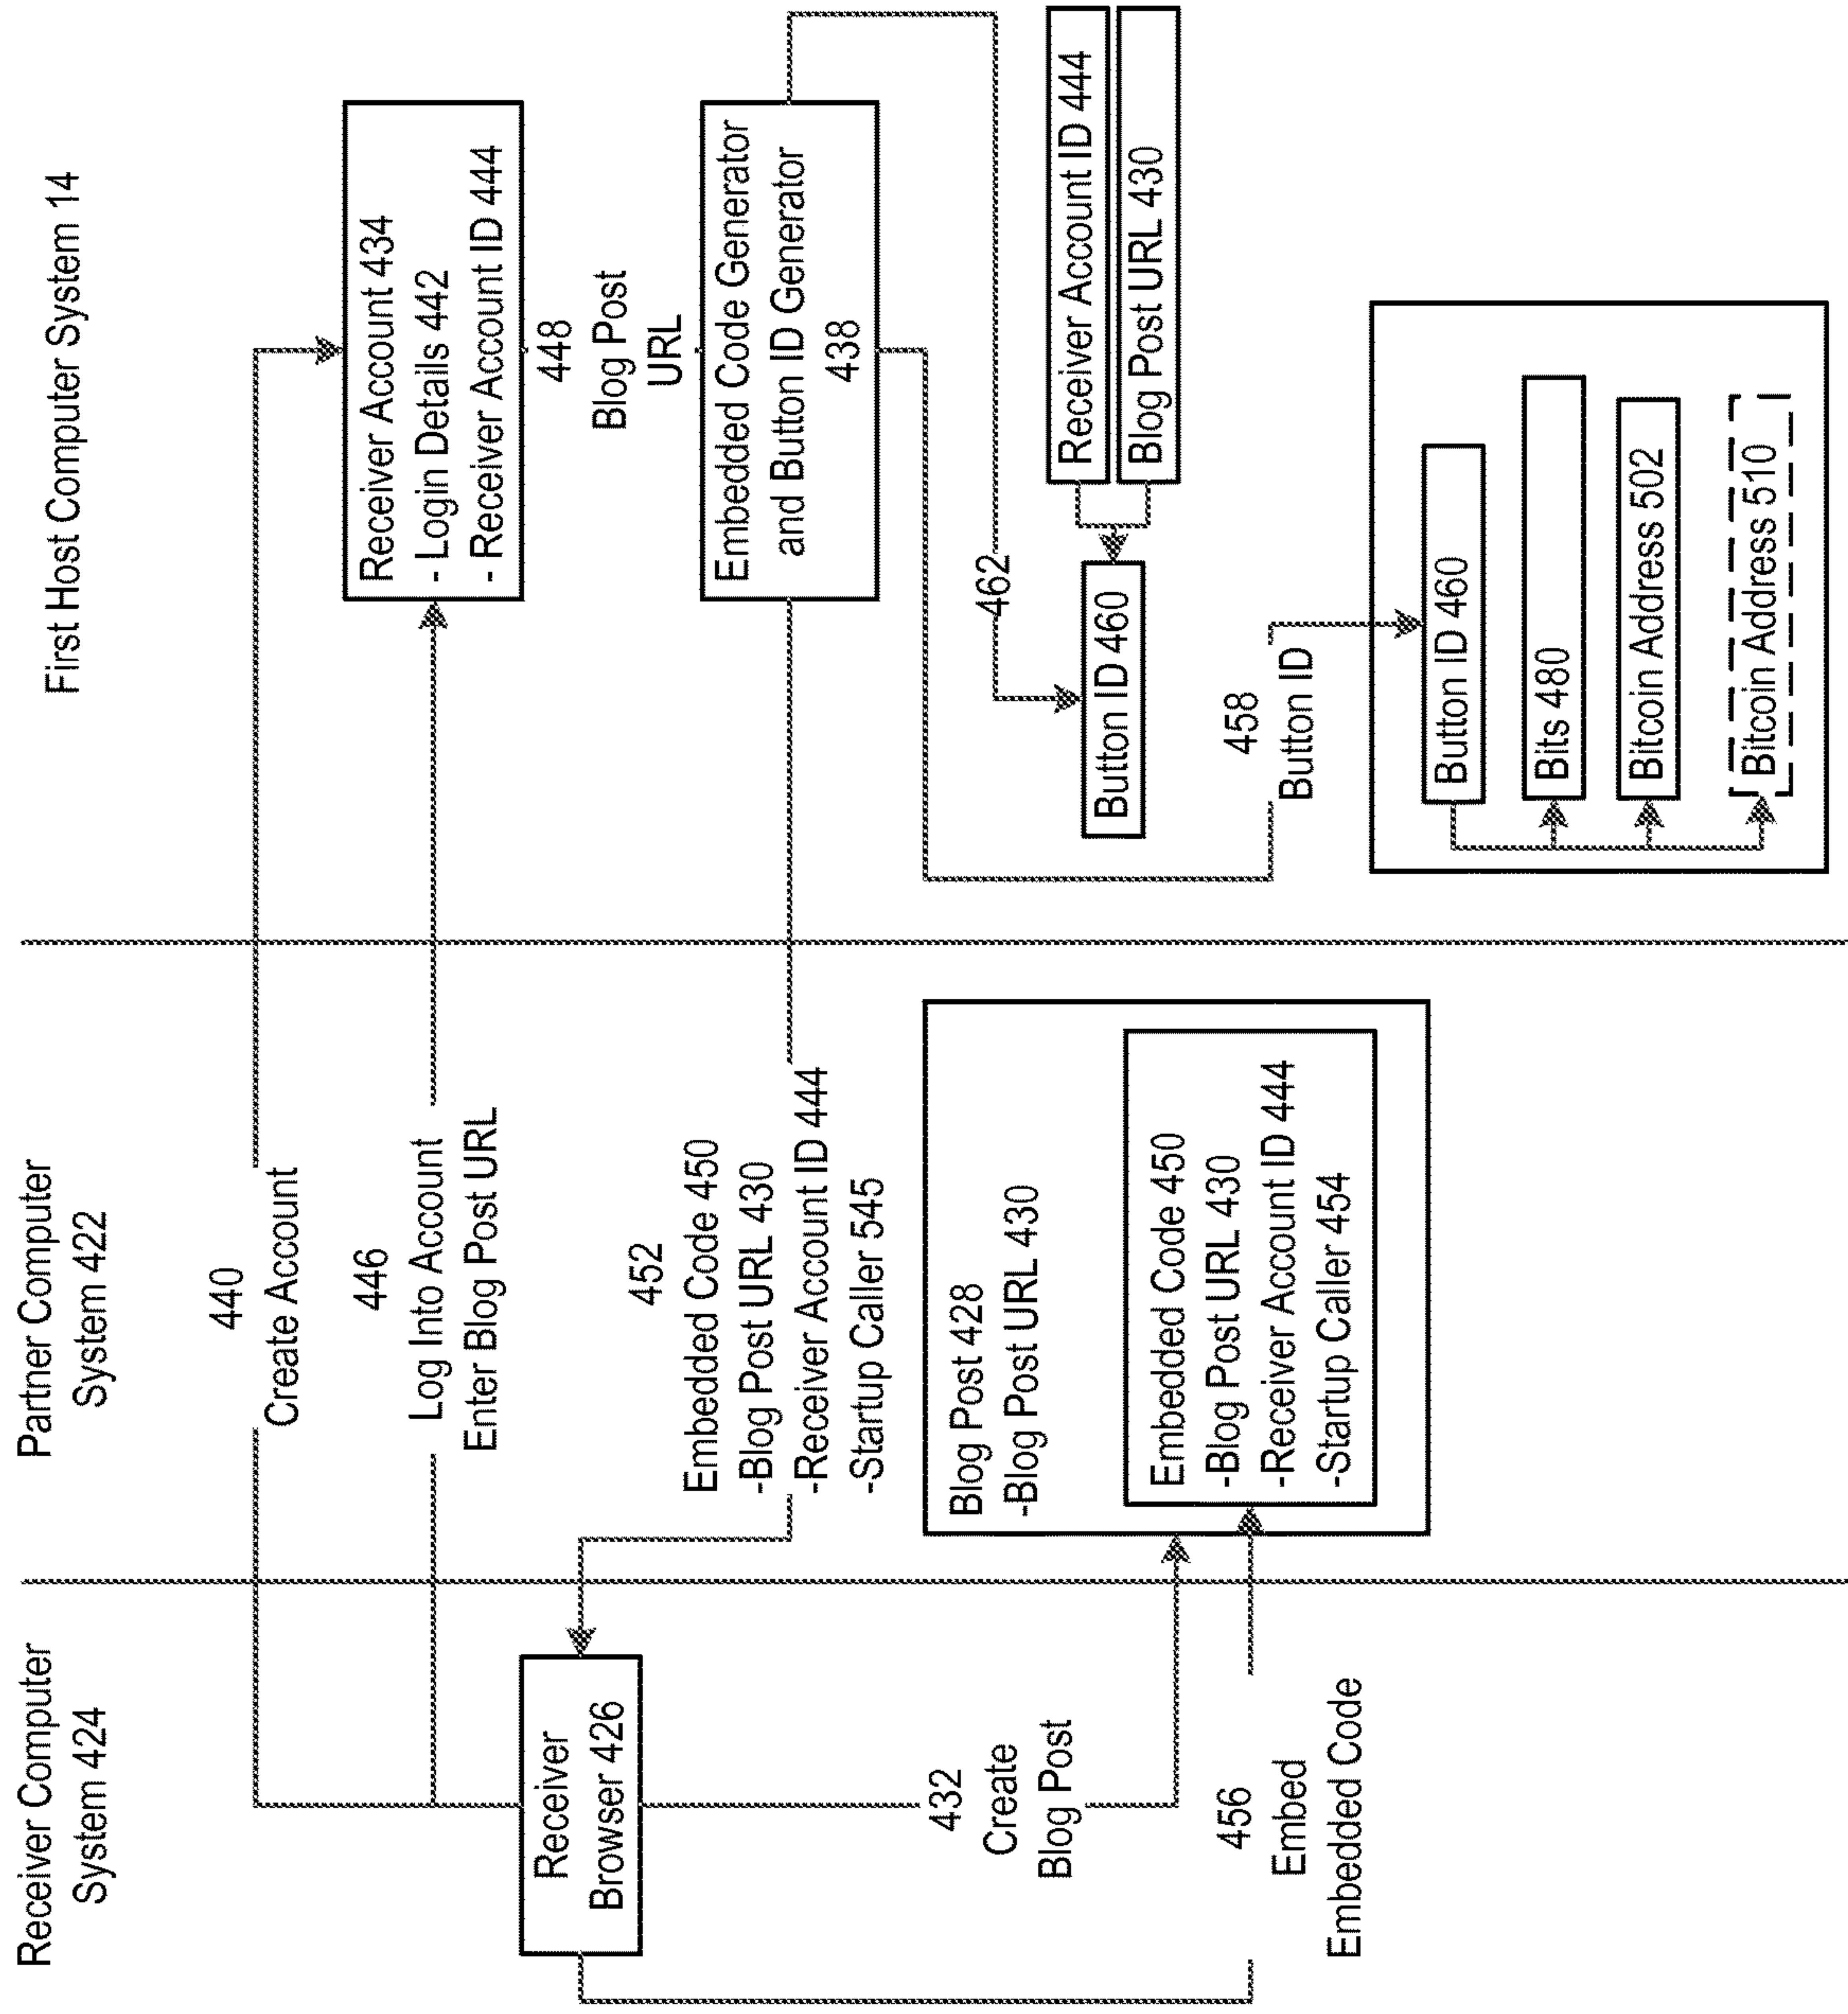 Receiver Computer
System 424
Partner Computer
System 422
First Host Computer System 14
440
Create Account
446
Log Into Account
Enter Blog Post URL
Receiver Account 434
- Login Details 442
- Receiver Account ID 444
448
Blog Post
URL
Receiver
Browser 426
452
Embedded Code 450
-Blog Post URL 430
-Receiver Account ID 444
-Startup Caller 545
Embedded Code Generator
and Button ID Generator
438
432
Create
Blog Post
Blog Post 428
-Blog Post URL 430
Embedded Code 450
-Blog Post URL 430
-Receiver Account ID 444
-Startup Caller 454
456
Embed
Embedded Code
462
Button ID 460
Receiver Account ID 444
Blog Post URL 430
458
Button ID
Button ID 460
Bits 480
Bitcoin Address 502
Bitcoin Address 510